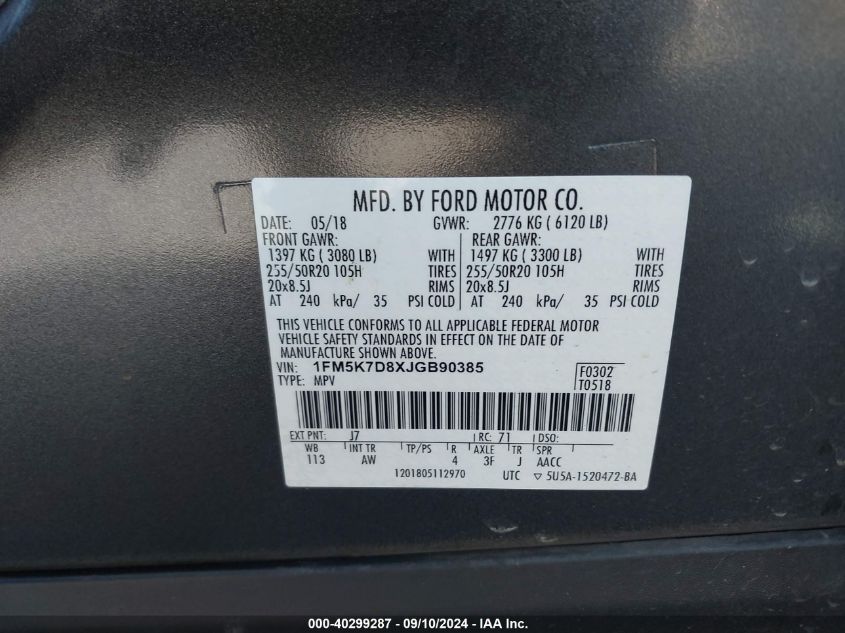 MFD. BY FORD MOTOR CO.
DATE: 05/18 GVWR: 2776 KG ( 6120 LB)
FRONT GAWR: REAR GAWR:
1397 KG ( 3080 LB) WITH 1497 KG ( 3300 LB) WITH
255/50R20 105H TIRES 255/50R20 105H TIRES
20x8.5J RIMS 20x8.5J RIMS
AT 240 kPa/ 35 PSI COLD AT 240 kPa/ 35 PSI COLD
THIS VEHICLE CONFORMS TO ALL APPLICABLE FEDERAL MOTOR
VEHICLE SAFETY STANDARDS IN EFFECT ON THE DATE OF
MANUFACTURE SHOWN ABOVE.
VIN: 1FM5K7D8XJGB90385 F0302
TYPE: MPV T0518
EXT PNT: J7 RC: 71 DSO:
WB INT TR TP/PS R AXLE TR SPR
113 AW 4 3F J AACC
1201805112970 UTC ▽ 5U5A-1520472-BA
000-40299287 - 09/10/2024 - IAA Inc.